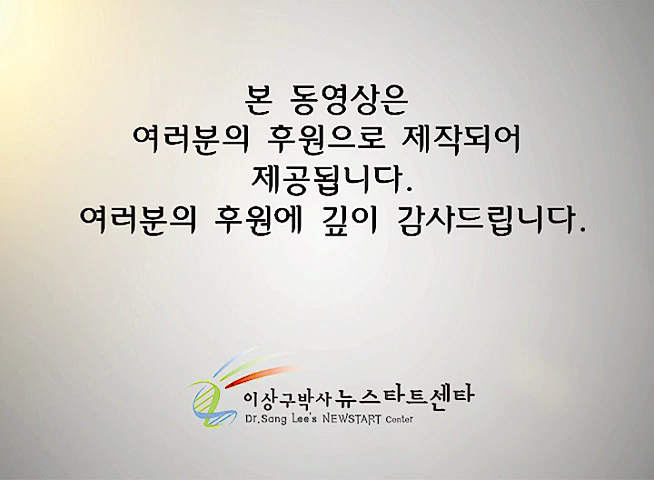 본 동영상은
여러분의 후원으로 제작되어
제공됩니다.
여러분의 후원에 깊이 감사드립니다.
이상구박사 뉴스타트센타
Dr.Sang Lee's NEWSTART Center